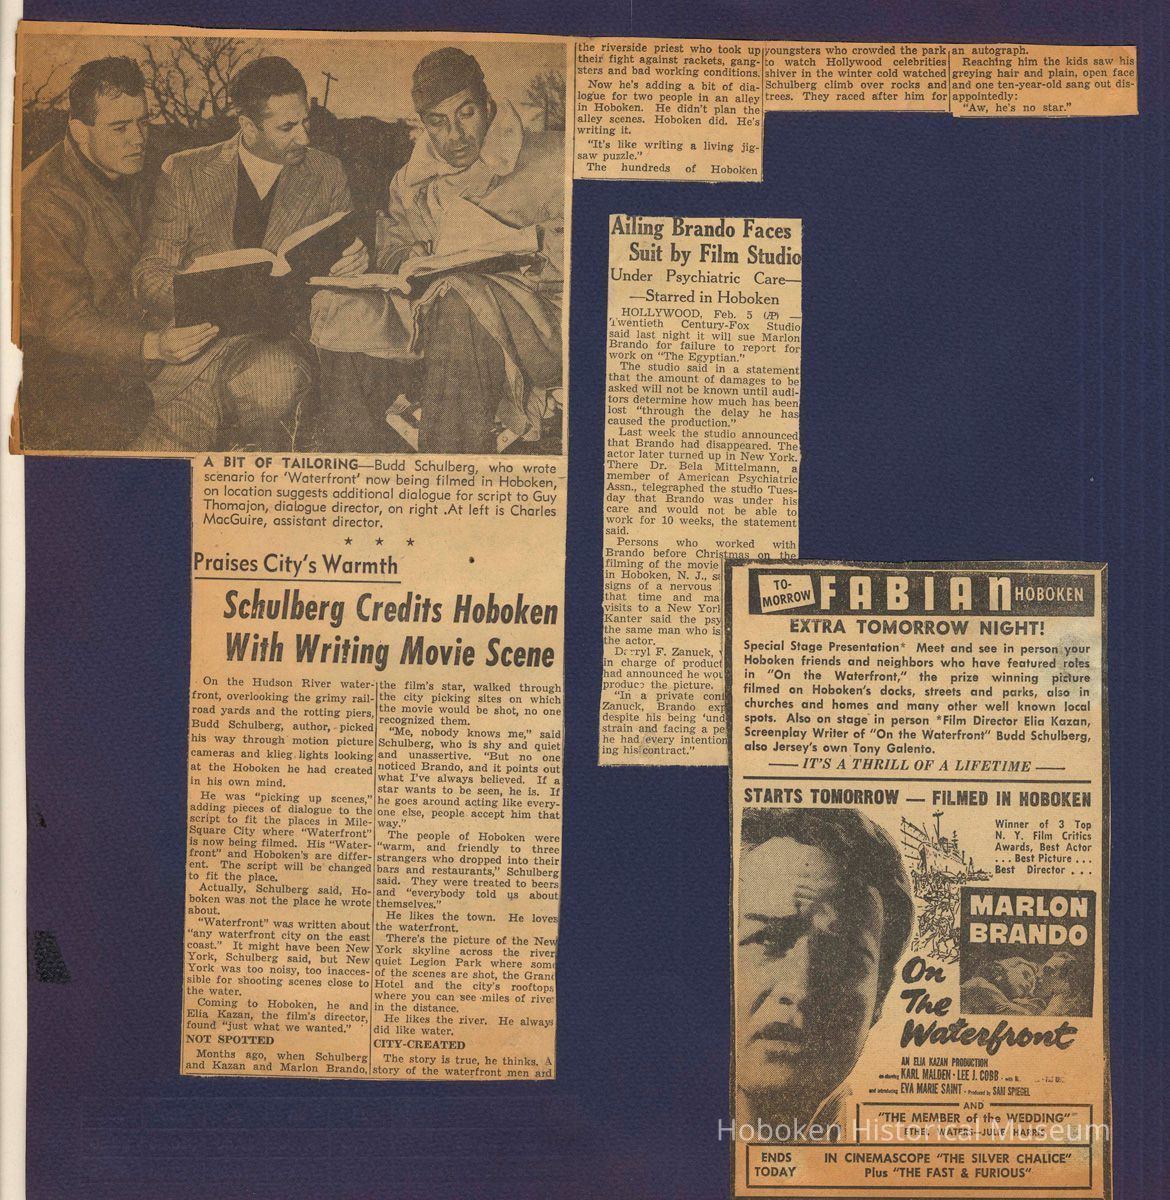 A BIT OF TAILORING—Budd Schulberg, who wrote
scenario for 'Waterfront' now being filmed in Hoboken,
on location suggests additional dialogue for script to Guy
Thomajon, dialogue director, on right .At left is Charles
MacGuire, assistant director.
* * *
Praises City's Warmth
Schulberg Credits Hoboken
With Writing Movie Scene
On the Hudson River water-
front, overlooking the grimy rail-
road yards and the rotting piers,
Budd Schulberg, author, picked
his way through motion picture
cameras and klieg lights looking
at the Hoboken he had created
in his own mind.
He was "picking up scenes,"
adding pieces of dialogue to the
script to fit the places in Mile-
Square City where "Waterfront"
is now being filmed. His "Water-
front" and Hoboken's are differ-
ent. The script will be changed
to fit the place.
Actually, Schulberg said, Ho-
boken was not the place he wrote
about.
"Waterfront" was written about
"any waterfront city on the east
coast." It might have been New
York, Schulberg said, but New
York was too noisy, too inacces-
sible for shooting scenes close to
the water.
Coming to Hoboken, he and
Elia Kazan, the film's director,
found "just what we wanted."
NOT SPOTTED
Months ago, when Schulberg
and Kazan and Marlon Brando,
the film's star, walked through
the city picking sites on which
the movie would be shot, no one
recognized them.
"Me, nobody knows me," said
Schulberg, who is shy and quiet
and unassertive. "But no one
noticed Brando, and it points out
what I've always believed. If a
star wants to be seen, he is. If
he goes around acting like every-
one else, people accept him that
way."
The people of Hoboken were
"warm, and friendly to three
strangers who dropped into their
bars and restaurants," Schulberg
said. They were treated to beers
and "everybody told us about
themselves."
He likes the town. He loves
the waterfront.
There's the picture of the New
York skyline across the river,
quiet Legion Park where some
of the scenes are shot, the Grand
Hotel and the city's rooftops
where you can see miles of rive
in the distance.
He likes the river. He always
did like water.
CITY-CREATED
The story is true, he thinks. A
story of the waterfront men and
the riverside priest who took up
their fight against rackets, gang-
sters and bad working conditions.
Now he's adding a bit of dia-
logue for two people in an alley
in Hoboken. He didn't plan the
alley scenes. Hoboken did. He's
writing it.
"It's like writing a living jig-
saw puzzle."
The hundreds of Hoboken
youngsters who crowded the park
to watch Hollywood celebrities
shiver in the winter cold watched
Schulberg climb over rocks and
trees. They raced after him for
an autograph.
Reaching him the kids saw his
greying hair and plain, open face
and one ten-year-old sang out dis-
appointedly:
"Aw, he's no star."
Ailing Brando Faces
Suit by Film Studio
Under Psychiatric Care—
—Starred in Hoboken
HOLLYWOOD, Feb. 5 (AP) —
Twentieth Century-Fox Studio
said last night it will sue Marlon
Brando for failure to report for
work on "The Egyptian."
The studio said in a statement
that the amount of damages to be
asked will not be known until audi-
tors determine how much has been
lost "through the delay he has
caused the production."
Last week the studio announced
that Brando had disappeared. The
actor later turned up in New York.
There Dr. Bela Mittelmann, a
member of American Psychiatric
Assn., telegraphed the studio Tues-
day that Brando was under his
care and would not be able to
work for 10 weeks, the statement
said.
Persons who worked with
Brando before Christmas on the
filming of the movie
in Hoboken, N. J., s
signs of a nervous
that time and ma
visits to a New Yorl
Kanter said the psy
the same man who is
the actor.
Darryl F. Zanuck,
in charge of product
had announced he wou
produce the picture.
"In a private con
Zanuck, Brando exp
despite his being 'und
strain and facing a pe
he had every intention
ing his contract."
TO-
MORROW FABIAN HOBOKEN
EXTRA TOMORROW NIGHT!
Special Stage Presentation* Meet and see in person your
Hoboken friends and neighbors who have featured roles
in "On the Waterfront," the prize winning picture
filmed on Hoboken's docks, streets and parks, also in
churches and homes and many other well known local
spots. Also on stage in person *Film Director Elia Kazan,
Screenplay Writer of "On the Waterfront" Budd Schulberg,
also Jersey's own Tony Galento.
—— IT'S A THRILL OF A LIFETIME ——
STARTS TOMORROW — FILMED IN HOBOKEN
Winner of 3 Top
N. Y. Film Critics
Awards, Best Actor
. . . Best Picture . . .
Best Director . . .
MARLON
BRANDO
On
The
Waterfront
AN ELIA KAZAN PRODUCTION
co-starring KARL MALDEN · LEE J. COBB · with
and introducing EVA MARIE SAINT · Produced by SAM SPIEGEL
AND
"THE MEMBER of the WEDDING"
ETHEL WATERS—JULIE HARRIS
ENDS
TODAY
IN CINEMASCOPE "THE SILVER CHALICE"
Plus "THE FAST & FURIOUS"
Hoboken Historical Museum